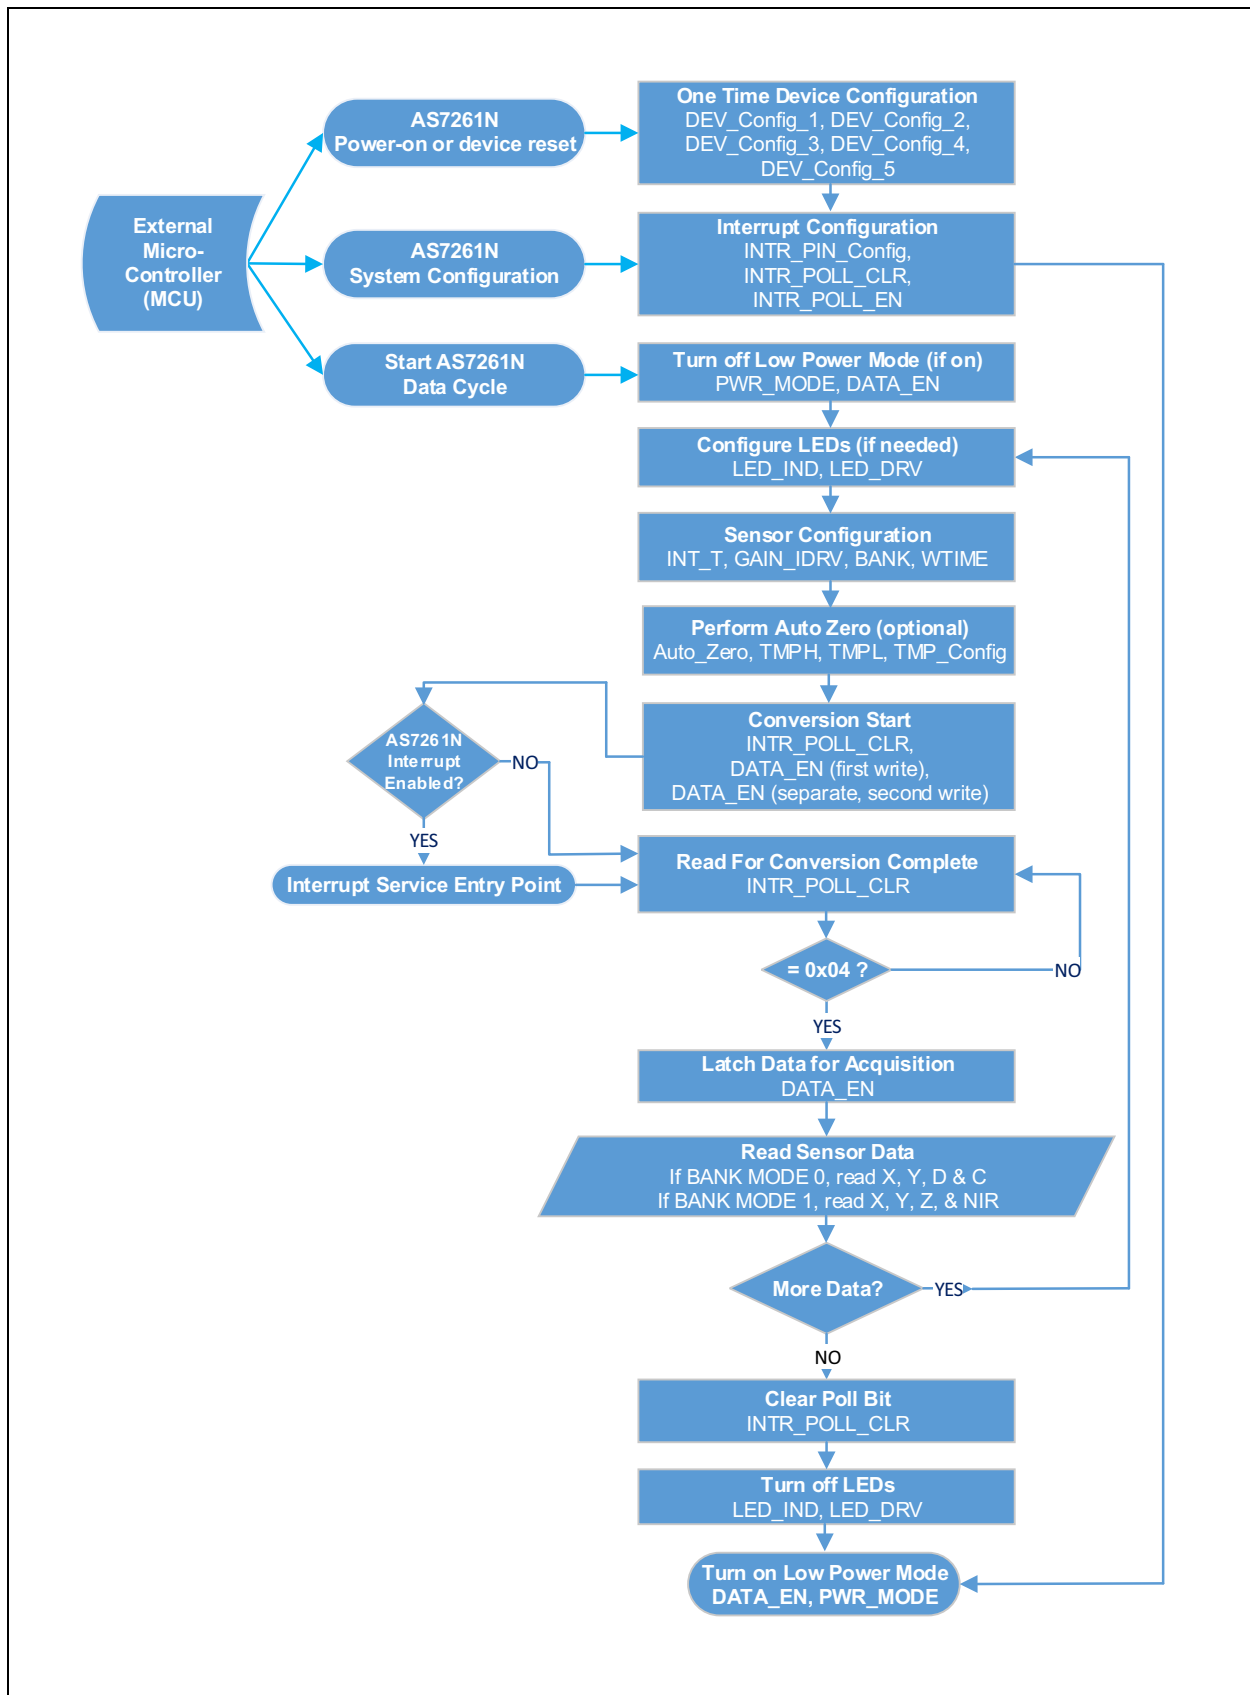 One Time Device Configuration
DEV_Config_1, DEV_Config_2,
DEV_Config_3, DEV_Config_4,
DEV_Config_5
AS7261N
Power-on or device reset
External
Micro-
Controller
(MCU)
AS7261N
System Configuration
Interrupt Configuration
INTR_PIN_Config,
INTR_POLL_CLR,
INTR_POLL_EN
Start AS7261N
Data Cycle
Turn off Low Power Mode (if on)
PWR_MODE, DATA_EN
Configure LEDs (if needed)
LED_IND, LED_DRV
Sensor Configuration
INT_T, GAIN_IDRV, BANK, WTIME
Perform Auto Zero (optional)
Auto_Zero, TMPH, TMPL, TMP_Config
Conversion Start
INTR_POLL_CLR,
DATA_EN (first write),
DATA_EN (separate, second write)
AS7261N
Interrupt
Enabled?
NO
YES
Interrupt Service Entry Point
Read For Conversion Complete
INTR_POLL_CLR
= 0x04 ?
NO
YES
Latch Data for Acquisition
DATA_EN
Read Sensor Data
If BANK MODE 0, read X, Y, D & C
If BANK MODE 1, read X, Y, Z, & NIR
More Data?
YES
NO
Clear Poll Bit
INTR_POLL_CLR
Turn off LEDs
LED_IND, LED_DRV
Turn on Low Power Mode
DATA_EN, PWR_MODE